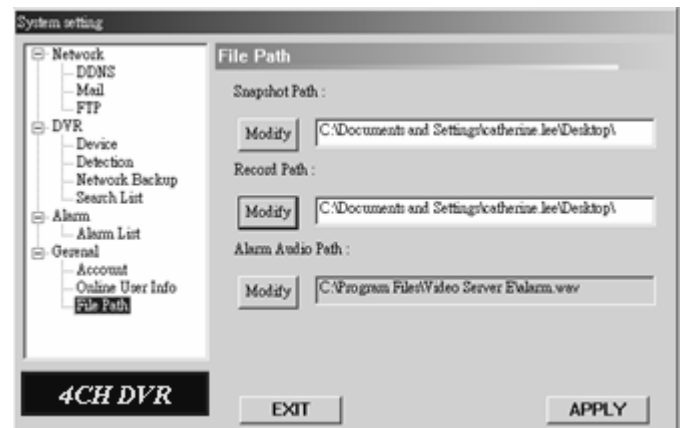 System setting
Network
DDNS
Mail
FTP
DVR
Device
Detection
Network Backup
Search List
Alarm
Alarm List
Gerenal
Account
Online User Info
File Path
4CH DVR
File Path
Snapshot Path :
Modify C:\Documents and Settings\catherine.lee\Desktop\
Record Path :
Modify C:\Documents and Settings\catherine.lee\Desktop\
Alarm Audio Path :
Modify C:\Program Files\Video Server E\alarm.wav
EXIT APPLY